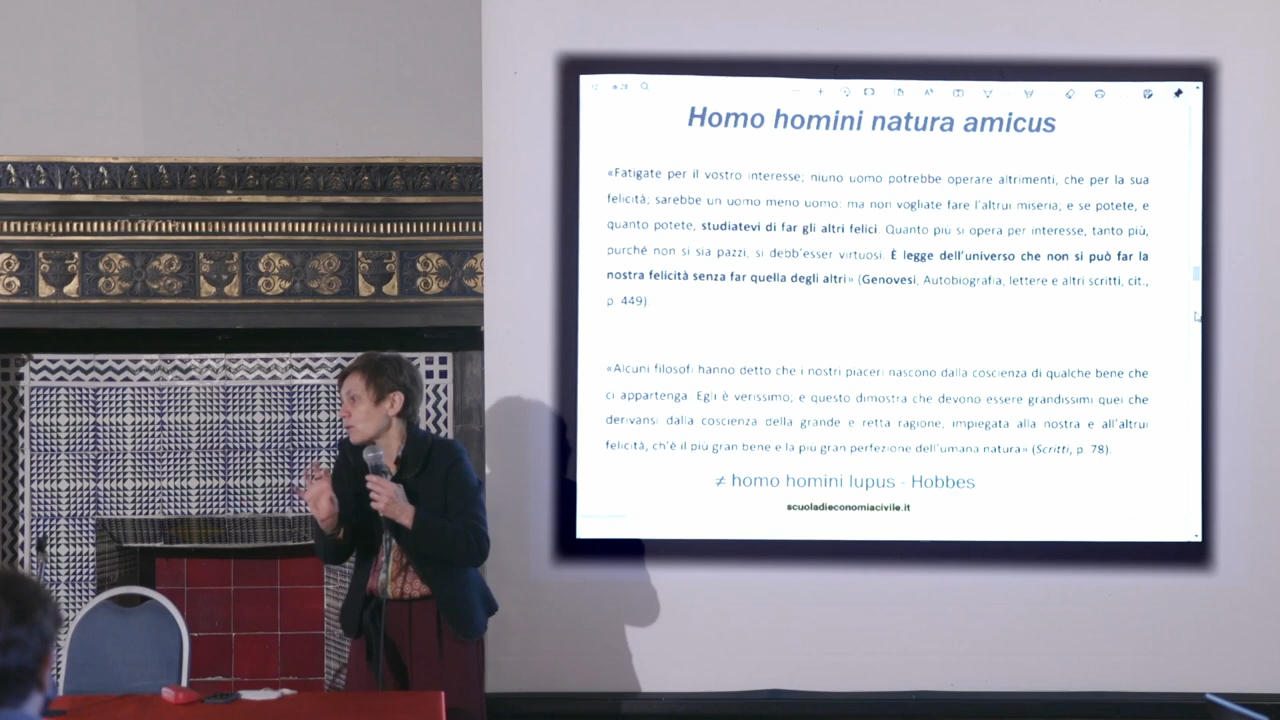 Homo homini natura amicus
«Fatigate per il vostro interesse; niuno uomo potrebbe operare altrimenti, che per la sua
felicità; sarebbe un uomo meno uomo: ma non vogliate fare l'altrui miseria; e se potete, e
quanto potete, studiatevi di far gli altri felici. Quanto più si opera per interesse, tanto più,
purché non si sia pazzi, si debb'esser virtuosi. È legge dell'universo che non si può far la
nostra felicità senza far quella degli altri» (Genovesi, Autobiografia, lettere e altri scritti, cit.,
p. 449).
«Alcuni filosofi hanno detto che i nostri piaceri nascono dalla coscienza di qualche bene che
ci appartenga. Egli è verissimo; e questo dimostra che devono essere grandissimi quei che
derivansi dalla coscienza della grande e retta ragione, impiegata alla nostra e all'altrui
felicità, ch'è il più gran bene e la più gran perfezione dell'umana natura» (Scritti, p. 78).
≠ homo homini lupus - Hobbes
scuoladieconomiacivile.it